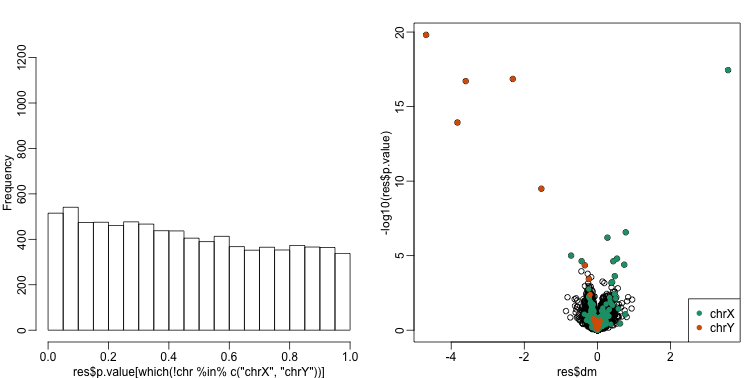 1200
1000
800
600
400
200
0
Frequency
0.0 0.2 0.4 0.6 0.8 1.0
res$p.value[which(!chr %in% c("chrX", "chrY"))]
20
15
10
5
0
-log10(res$p.value)
-4 -2 0 2
res$dm
chrX
chrY